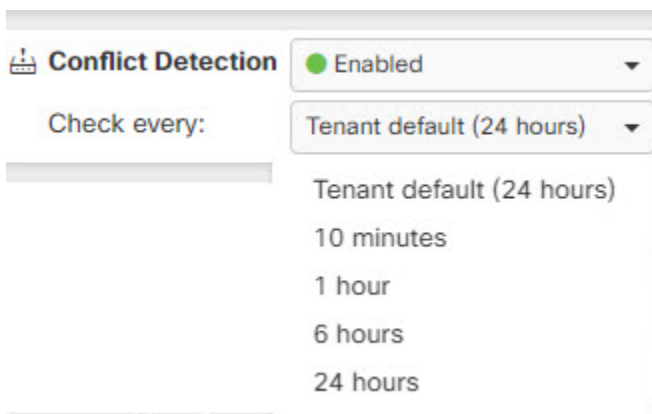 Conflict Detection Enabled
Check every: Tenant default (24 hours)
Tenant default (24 hours)
10 minutes
1 hour
6 hours
24 hours